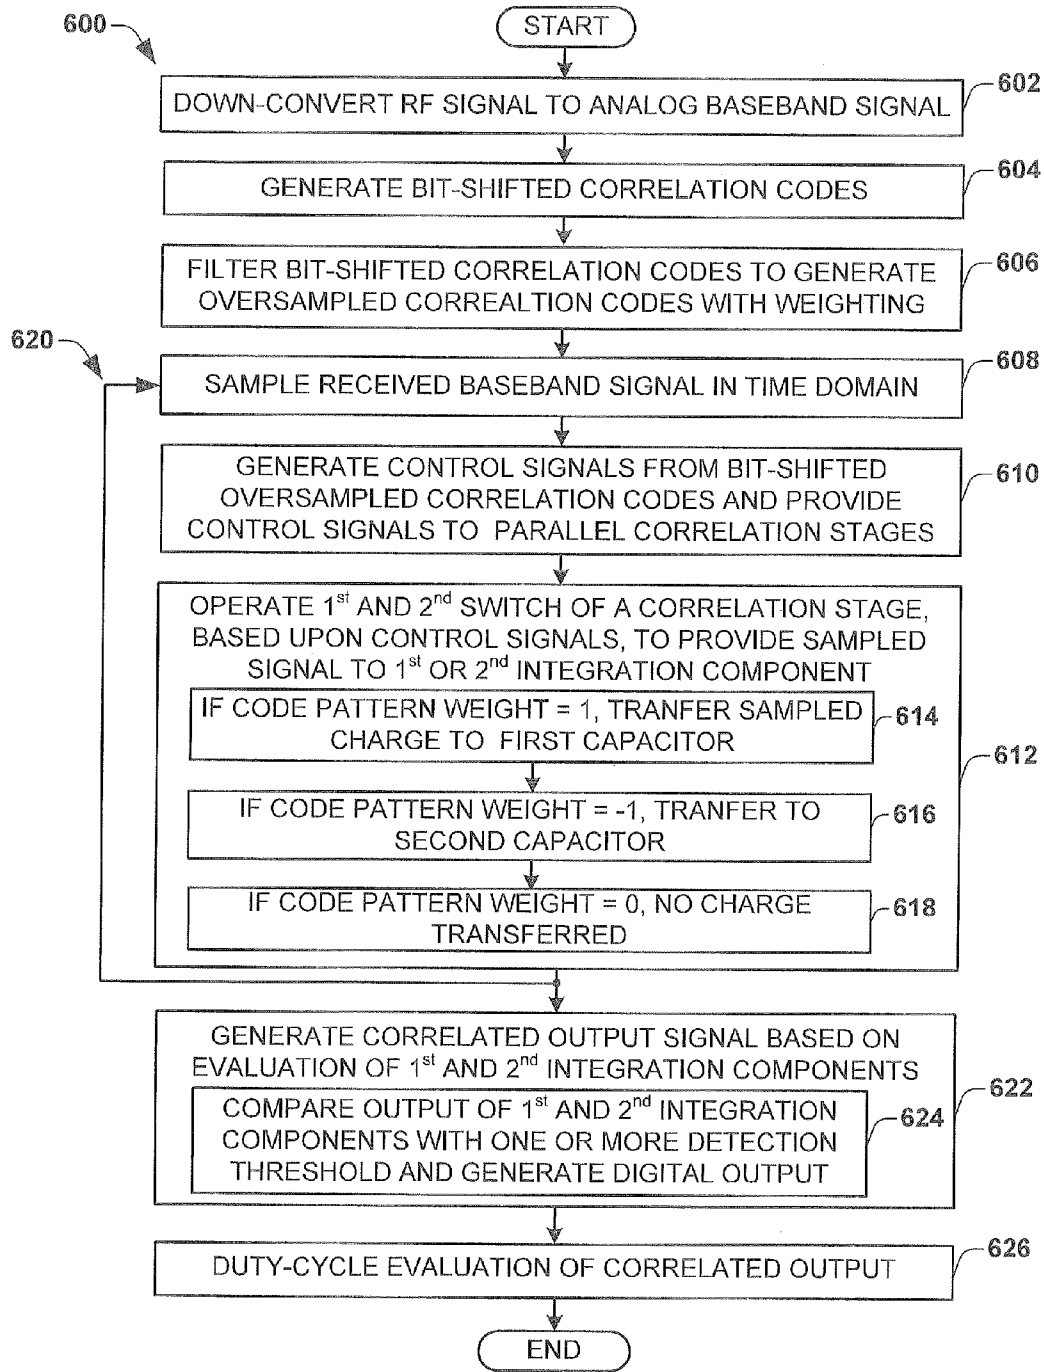 600
START
602
DOWN-CONVERT RF SIGNAL TO ANALOG BASEBAND SIGNAL
604
GENERATE BIT-SHIFTED CORRELATION CODES
606
FILTER BIT-SHIFTED CORRELATION CODES TO GENERATE
OVERSAMPLED CORREALTION CODES WITH WEIGHTING
620
608
SAMPLE RECEIVED BASEBAND SIGNAL IN TIME DOMAIN
610
GENERATE CONTROL SIGNALS FROM BIT-SHIFTED
OVERSAMPLED CORRELATION CODES AND PROVIDE
CONTROL SIGNALS TO PARALLEL CORRELATION STAGES
OPERATE 1st AND 2nd SWITCH OF A CORRELATION STAGE,
BASED UPON CONTROL SIGNALS, TO PROVIDE SAMPLED
SIGNAL TO 1st OR 2nd INTEGRATION COMPONENT
IF CODE PATTERN WEIGHT = 1, TRANFER SAMPLED
CHARGE TO FIRST CAPACITOR
614
612
IF CODE PATTERN WEIGHT = -1, TRANFER TO
SECOND CAPACITOR
616
IF CODE PATTERN WEIGHT = 0, NO CHARGE
TRANSFERRED
618
GENERATE CORRELATED OUTPUT SIGNAL BASED ON
EVALUATION OF 1st AND 2nd INTEGRATION COMPONENTS
622
COMPARE OUTPUT OF 1st AND 2nd INTEGRATION
COMPONENTS WITH ONE OR MORE DETECTION
THRESHOLD AND GENERATE DIGITAL OUTPUT
624
626
DUTY-CYCLE EVALUATION OF CORRELATED OUTPUT
END